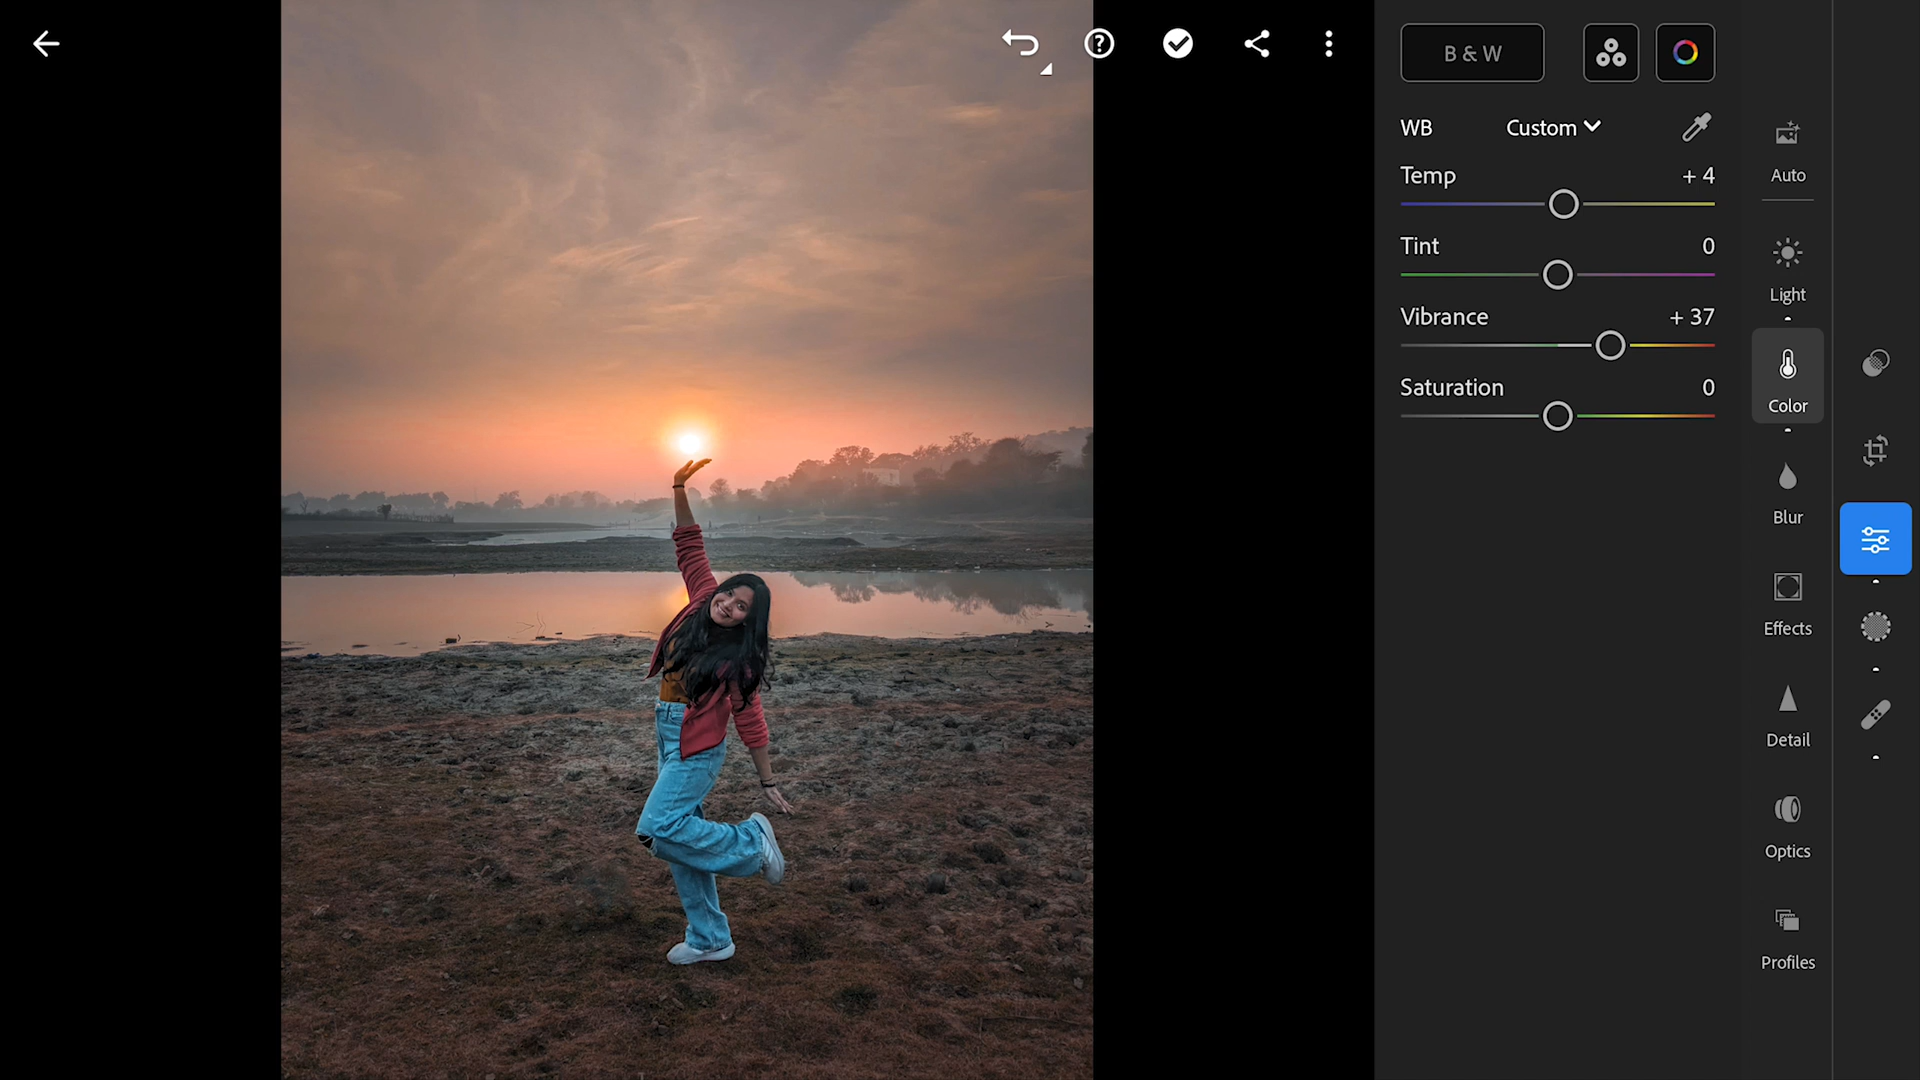 B & W
WB Custom
Temp + 4
Tint 0
Vibrance + 37
Saturation 0
Auto
Light
Color
Blur
Effects
Detail
Optics
Profiles